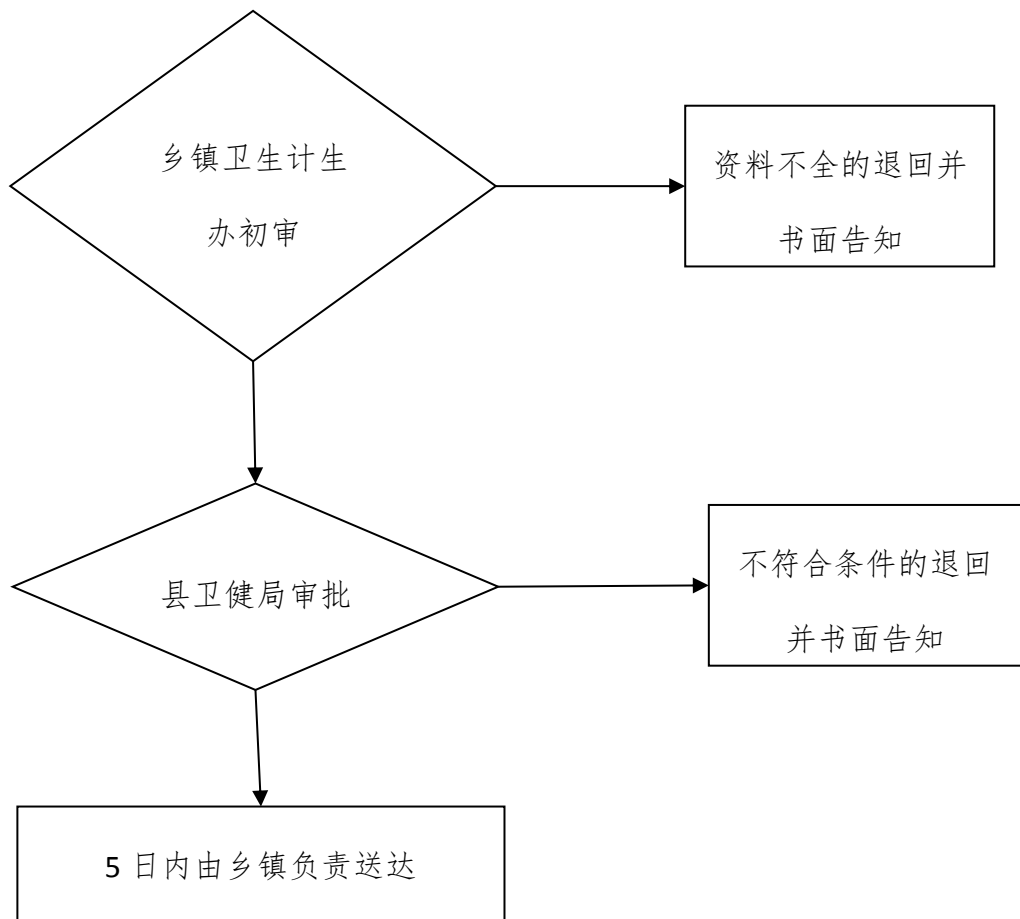 乡镇卫生计生
办初审
资料不全的退回并
书面告知
县卫健局审批
不符合条件的退回
并书面告知
5 日内由乡镇负责送达